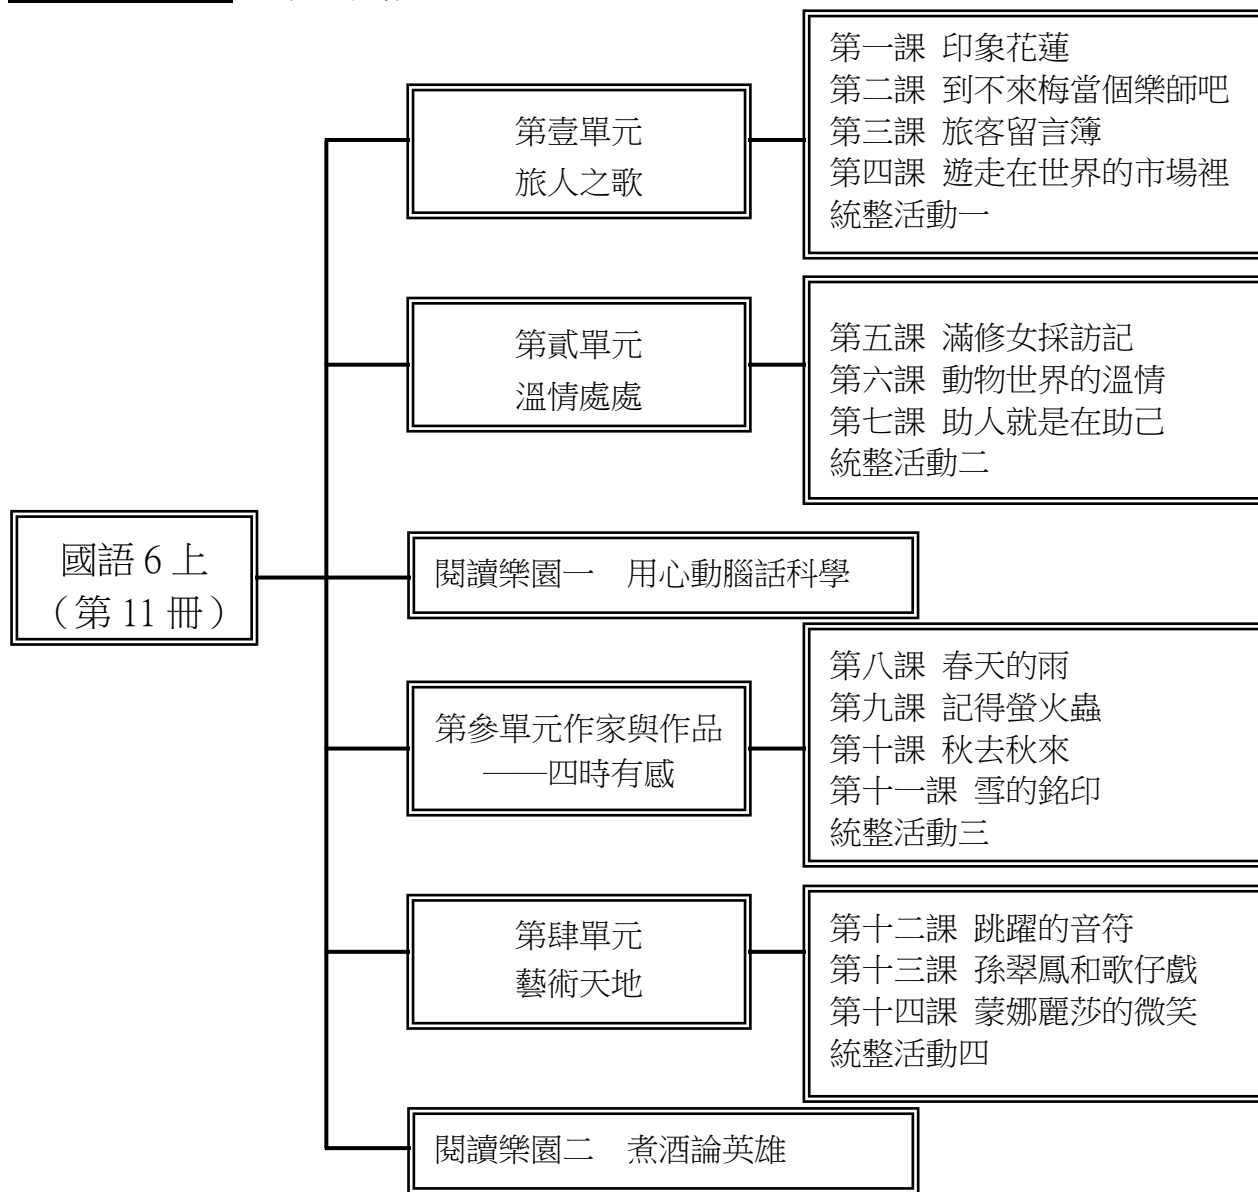 第一課 印象花蓮
第二課 到不來梅當個樂師吧
第三課 旅客留言簿
第四課 遊走在世界的市場裡
統整活動一
第壹單元
旅人之歌
第貳單元
溫情處處
第五課 滿修女採訪記
第六課 動物世界的溫情
第七課 助人就是在助己
統整活動二
國語 6 上
（第 11 冊）
閱讀樂園一 用心動腦話科學
第參單元作家與作品
——四時有感
第八課 春天的雨
第九課 記得螢火蟲
第十課 秋去秋來
第十一課 雪的銘印
統整活動三
第肆單元
藝術天地
第十二課 跳躍的音符
第十三課 孫翠鳳和歌仔戲
第十四課 蒙娜麗莎的微笑
統整活動四
閱讀樂園二 煮酒論英雄